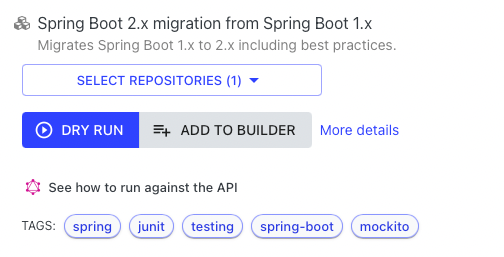 Spring Boot 2.x migration from Spring Boot 1.x
Migrates Spring Boot 1.x to 2.x including best practices.
SELECT REPOSITORIES (1)
DRY RUN ADD TO BUILDER More details
See how to run against the API
TAGS: spring junit testing spring-boot mockito